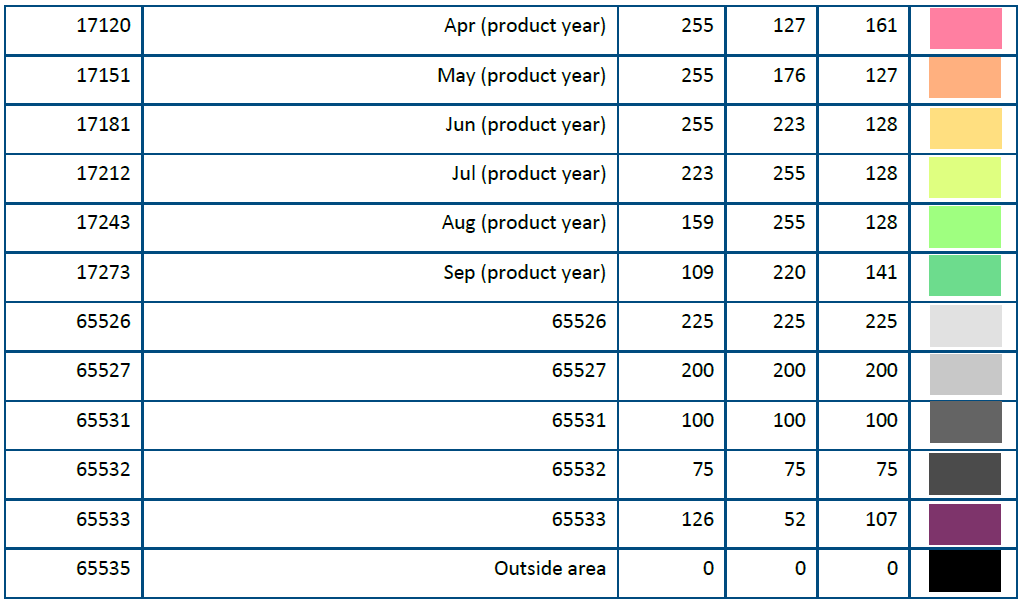 17120 Apr (product year) 255 127 161
17151 May (product year) 255 176 127
17181 Jun (product year) 255 223 128
17212 Jul (product year) 223 255 128
17243 Aug (product year) 159 255 128
17273 Sep (product year) 109 220 141
65526 65526 225 225 225
65527 65527 200 200 200
65531 65531 100 100 100
65532 65532 75 75 75
65533 65533 126 52 107
65535 Outside area 0 0 0